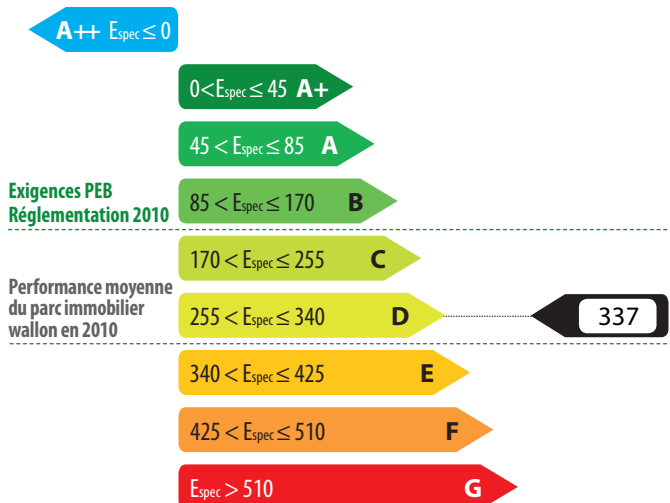 A++ Espec ≤ 0
0 < Espec ≤ 45 A+
45 < Espec ≤ 85 A
Exigences PEB
Réglementation 2010
85 < Espec ≤ 170 B
170 < Espec ≤ 255 C
Performance moyenne
du parc immobilier
wallon en 2010
255 < Espec ≤ 340 D
337
340 < Espec ≤ 425 E
425 < Espec ≤ 510 F
Espec > 510 G